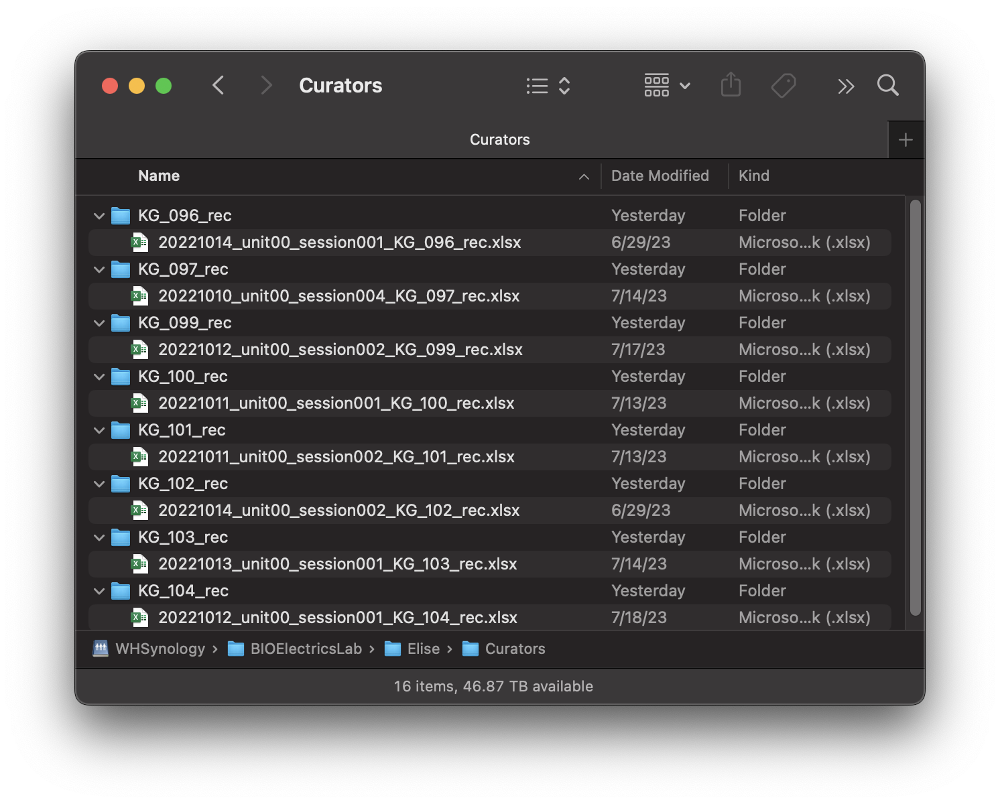 Curators
Curators
Name Date Modified Kind
KG_096_rec Yesterday Folder
20221014_unit00_session001_KG_096_rec.xlsx 6/29/23 Microso...k (.xlsx)
KG_097_rec Yesterday Folder
20221010_unit00_session004_KG_097_rec.xlsx 7/14/23 Microso...k (.xlsx)
KG_099_rec Yesterday Folder
20221012_unit00_session002_KG_099_rec.xlsx 7/17/23 Microso...k (.xlsx)
KG_100_rec Yesterday Folder
20221011_unit00_session001_KG_100_rec.xlsx 7/13/23 Microso...k (.xlsx)
KG_101_rec Yesterday Folder
20221011_unit00_session002_KG_101_rec.xlsx 7/13/23 Microso...k (.xlsx)
KG_102_rec Yesterday Folder
20221014_unit00_session002_KG_102_rec.xlsx 6/29/23 Microso...k (.xlsx)
KG_103_rec Yesterday Folder
20221013_unit00_session001_KG_103_rec.xlsx 7/14/23 Microso...k (.xlsx)
KG_104_rec Yesterday Folder
20221012_unit00_session001_KG_104_rec.xlsx 7/18/23 Microso...k (.xlsx)
WHSynology › BIOElectricsLab › Elise › Curators
16 items, 46.87 TB available